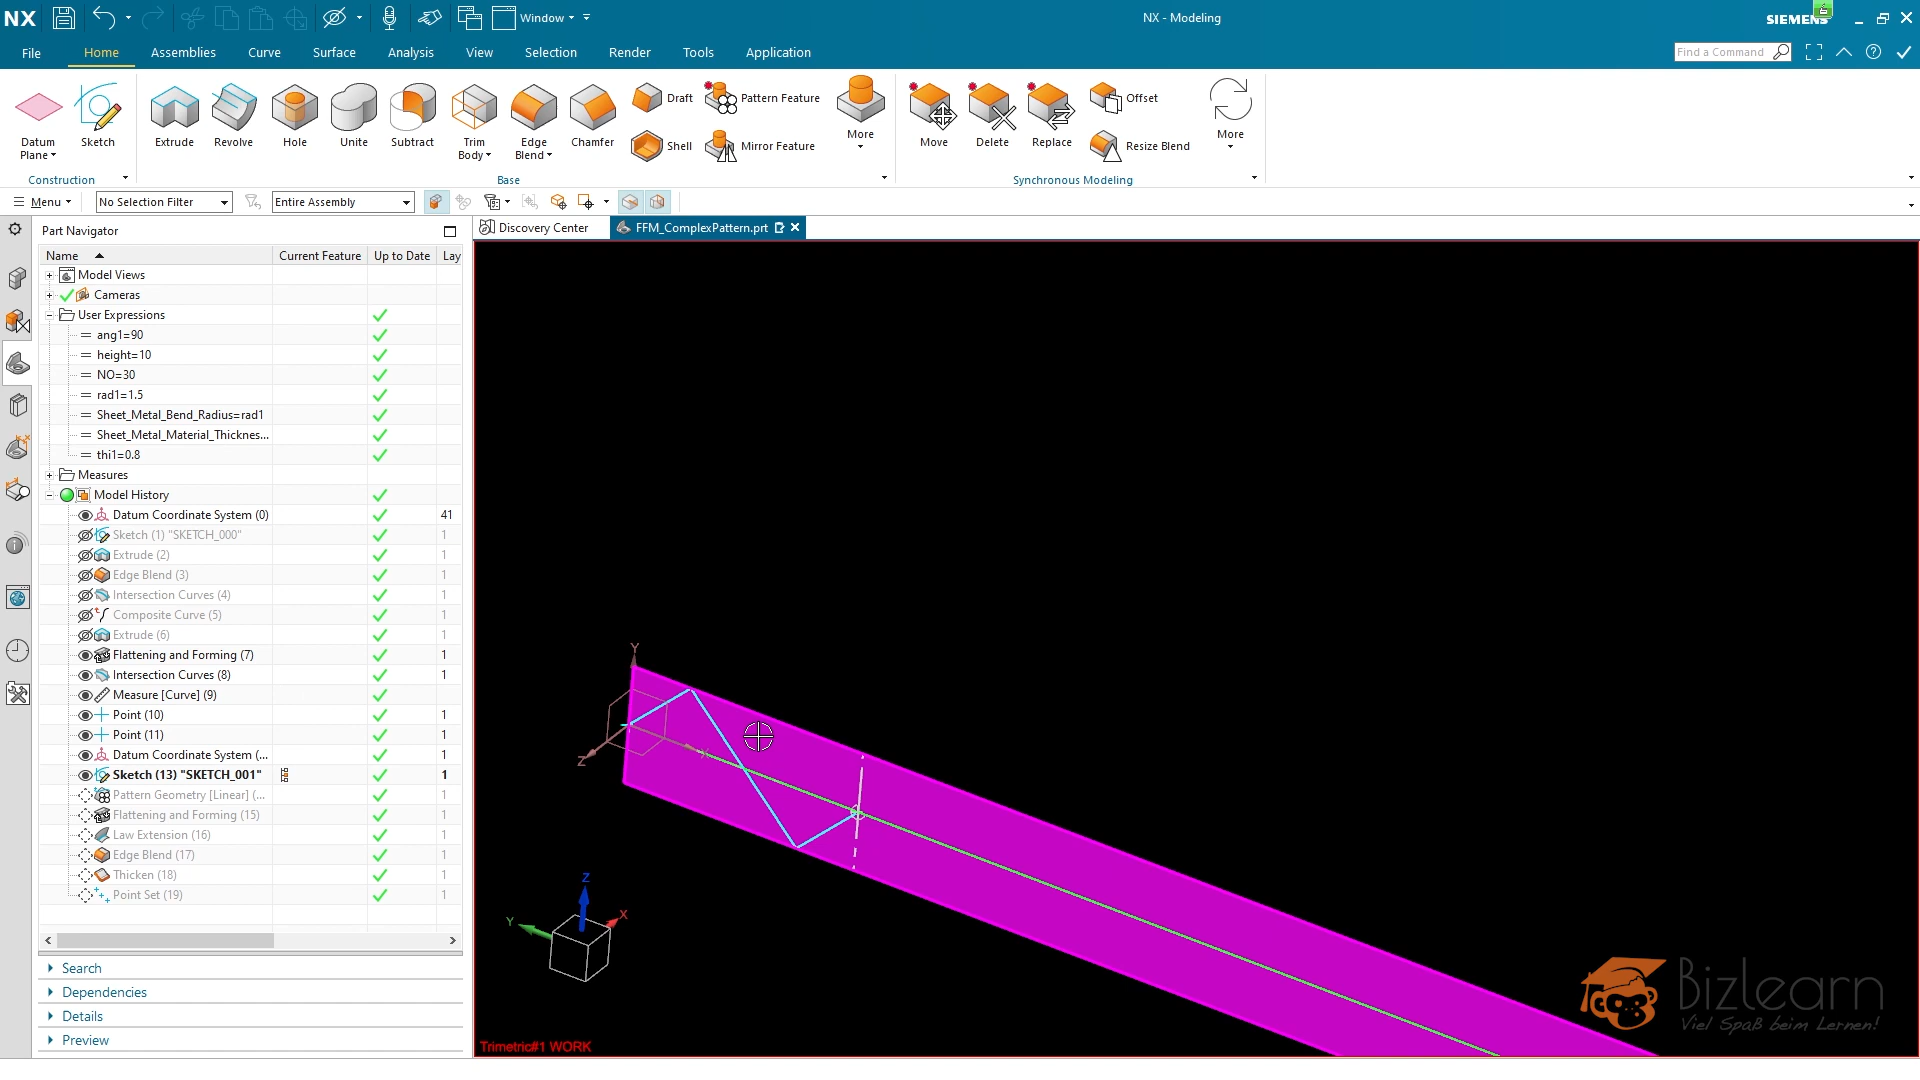 NX
Window
NX - Modeling
SIEMENS
File
Home
Assemblies
Curve
Surface
Analysis
View
Selection
Render
Tools
Application
Find a Command
Datum Plane
Sketch
Extrude
Revolve
Hole
Unite
Subtract
Trim Body
Edge Blend
Chamfer
Draft
Shell
Pattern Feature
Mirror Feature
More
Move
Delete
Replace
Offset
Resize Blend
More
Construction
Base
Synchronous Modeling
Menu
No Selection Filter
Entire Assembly
Part Navigator
Discovery Center
FFM_ComplexPattern.prt
Name Current Feature Up to Date Lay
Model Views
Cameras
User Expressions
ang1=90
height=10
NO=30
rad1=1.5
Sheet_Metal_Bend_Radius=rad1
Sheet_Metal_Material_Thicknes...
thi1=0.8
Measures
Model History
Datum Coordinate System (0) 41
Sketch (1) "SKETCH_000" 1
Extrude (2) 1
Edge Blend (3) 1
Intersection Curves (4) 1
Composite Curve (5) 1
Extrude (6) 1
Flattening and Forming (7) 1
Intersection Curves (8) 1
Measure [Curve] (9)
Point (10) 1
Point (11) 1
Datum Coordinate System (... 1
Sketch (13) "SKETCH_001" 1
Pattern Geometry [Linear] (... 1
Flattening and Forming (15) 1
Law Extension (16) 1
Edge Blend (17) 1
Thicken (18) 1
Point Set (19) 1
Search
Dependencies
Details
Preview
Y
X
Z
Z
Y
X
Trimetric#1 WORK
Bizlearn
Viel Spaß beim Lernen!